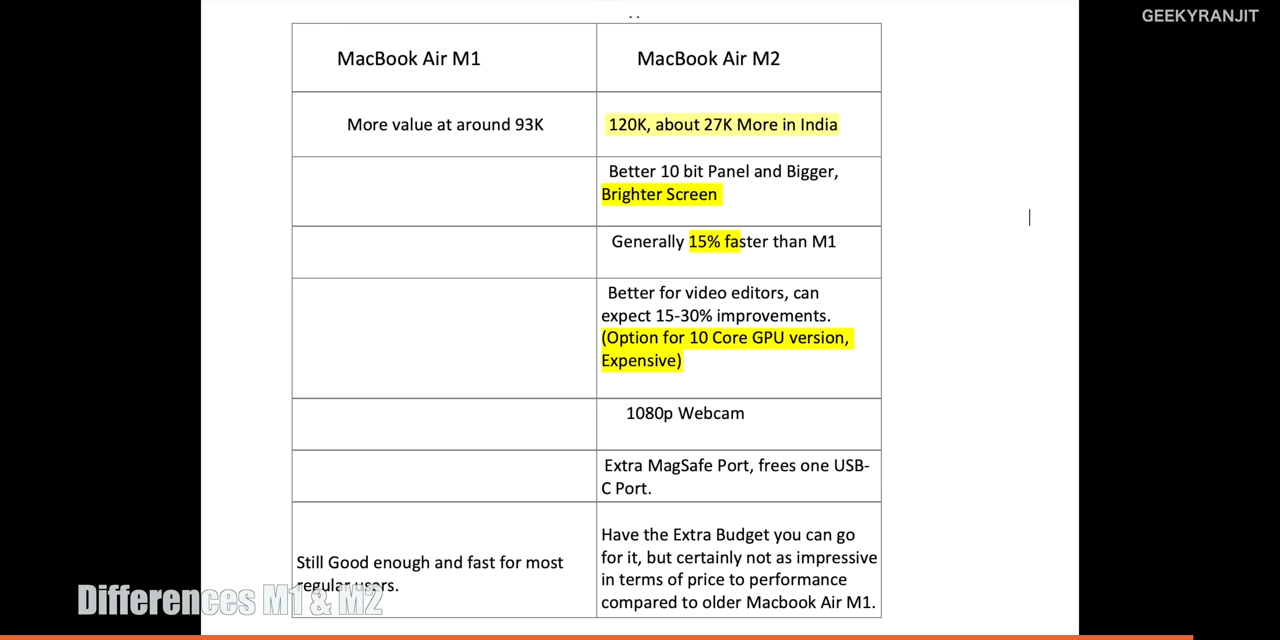 GEEKYRANJIT
MacBook Air M1
MacBook Air M2
More value at around 93K
120K, about 27K More in India
Better 10 bit Panel and Bigger,
Brighter Screen
Generally 15% faster than M1
Better for video editors, can
expect 15-30% improvements.
(Option for 10 Core GPU version,
Expensive)
1080p Webcam
Extra MagSafe Port, frees one USB-
C Port.
Still Good enough and fast for most
regular users.
Have the Extra Budget you can go
for it, but certainly not as impressive
in terms of price to performance
compared to older Macbook Air M1.
Differences M1 & M2